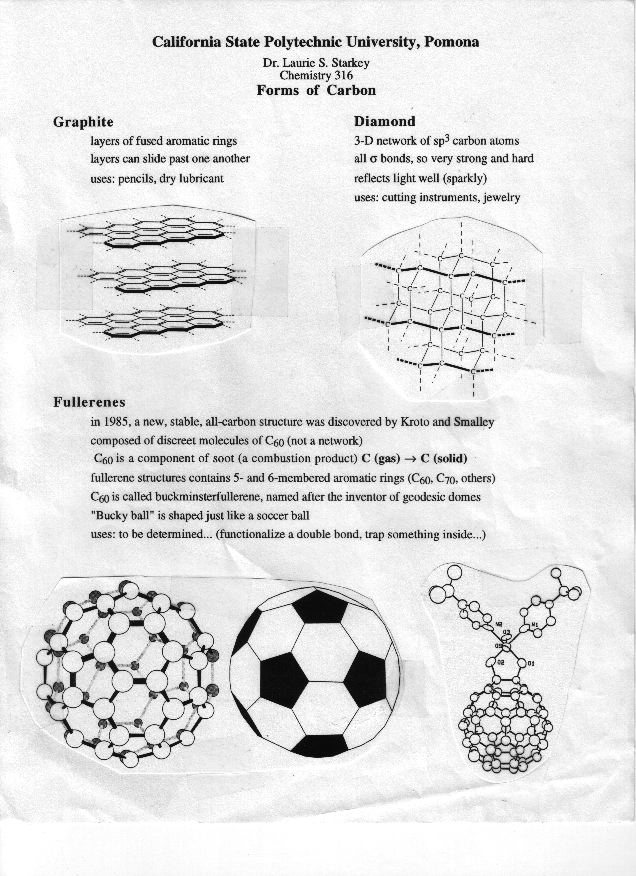 California State Polytechnic University, Pomona
Dr. Laurie S. Starkey
Chemistry 316
Forms of Carbon
Graphite
layers of fused aromatic rings
layers can slide past one another
uses: pencils, dry lubricant
Diamond
3-D network of sp³ carbon atoms
all σ bonds, so very strong and hard
reflects light well (sparkly)
uses: cutting instruments, jewelry
Fullerenes
in 1985, a new, stable, all-carbon structure was discovered by Kroto and Smalley
composed of discreet molecules of C₆₀ (not a network)
C₆₀ is a component of soot (a combustion product) C (gas) → C (solid)
fullerene structures contains 5- and 6-membered aromatic rings (C₆₀, C₇₀, others)
C₆₀ is called buckminsterfullerene, named after the inventor of geodesic domes
"Bucky ball" is shaped just like a soccer ball
uses: to be determined... (functionalize a double bond, trap something inside...)
N2
N1
O3
O2
O1